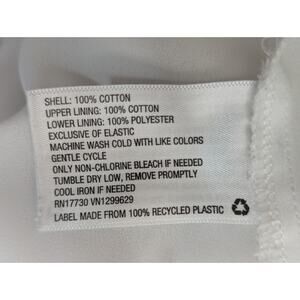 SHELL: 100% COTTON
UPPER LINING: 100% COTTON
LOWER LINING: 100% POLYESTER
EXCLUSIVE OF ELASTIC
MACHINE WASH COLD WITH LIKE COLORS
GENTLE CYCLE
ONLY NON-CHLORINE BLEACH IF NEEDED
TUMBLE DRY LOW, REMOVE PROMPTLY
COOL IRON IF NEEDED
RN17730 VN1299629
LABEL MADE FROM 100% RECYCLED PLASTIC